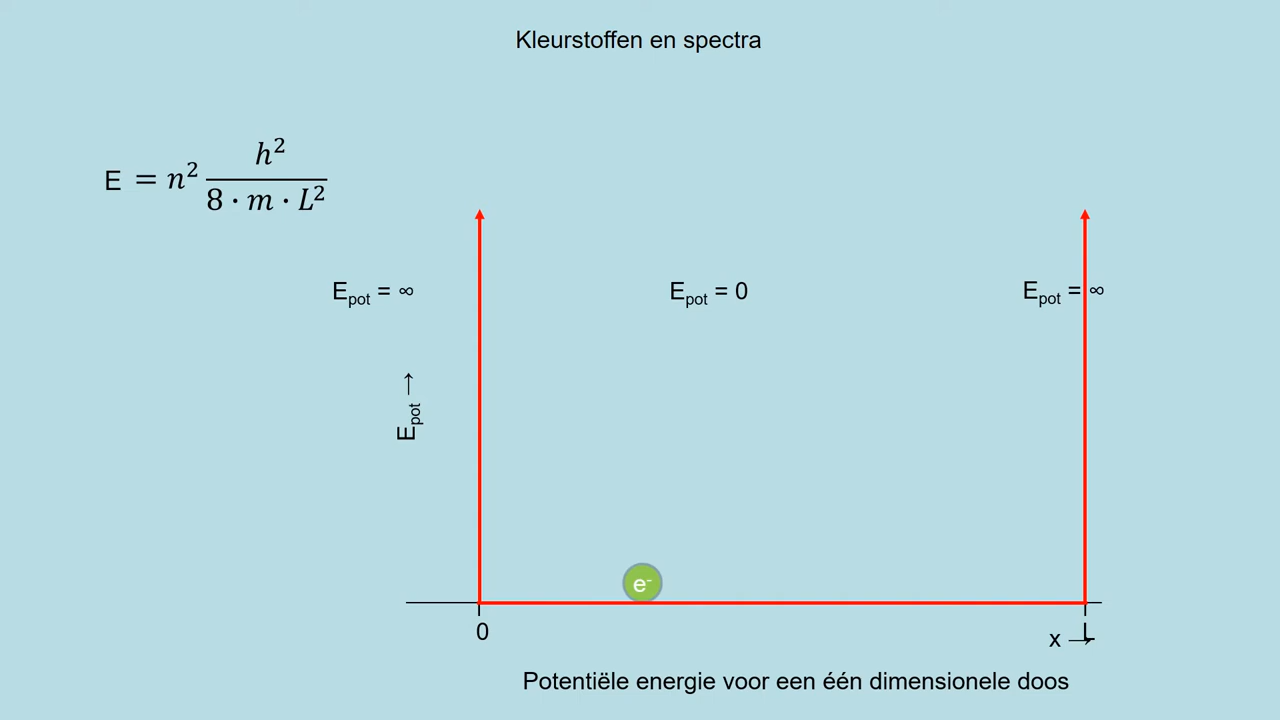 Kleurstoffen en spectra
E = n² h² / 8 · m · L²
E_pot = ∞
E_pot = 0
E_pot = ∞
E_pot →
e⁻
0
L
x →
Potentiële energie voor een één dimensionele doos